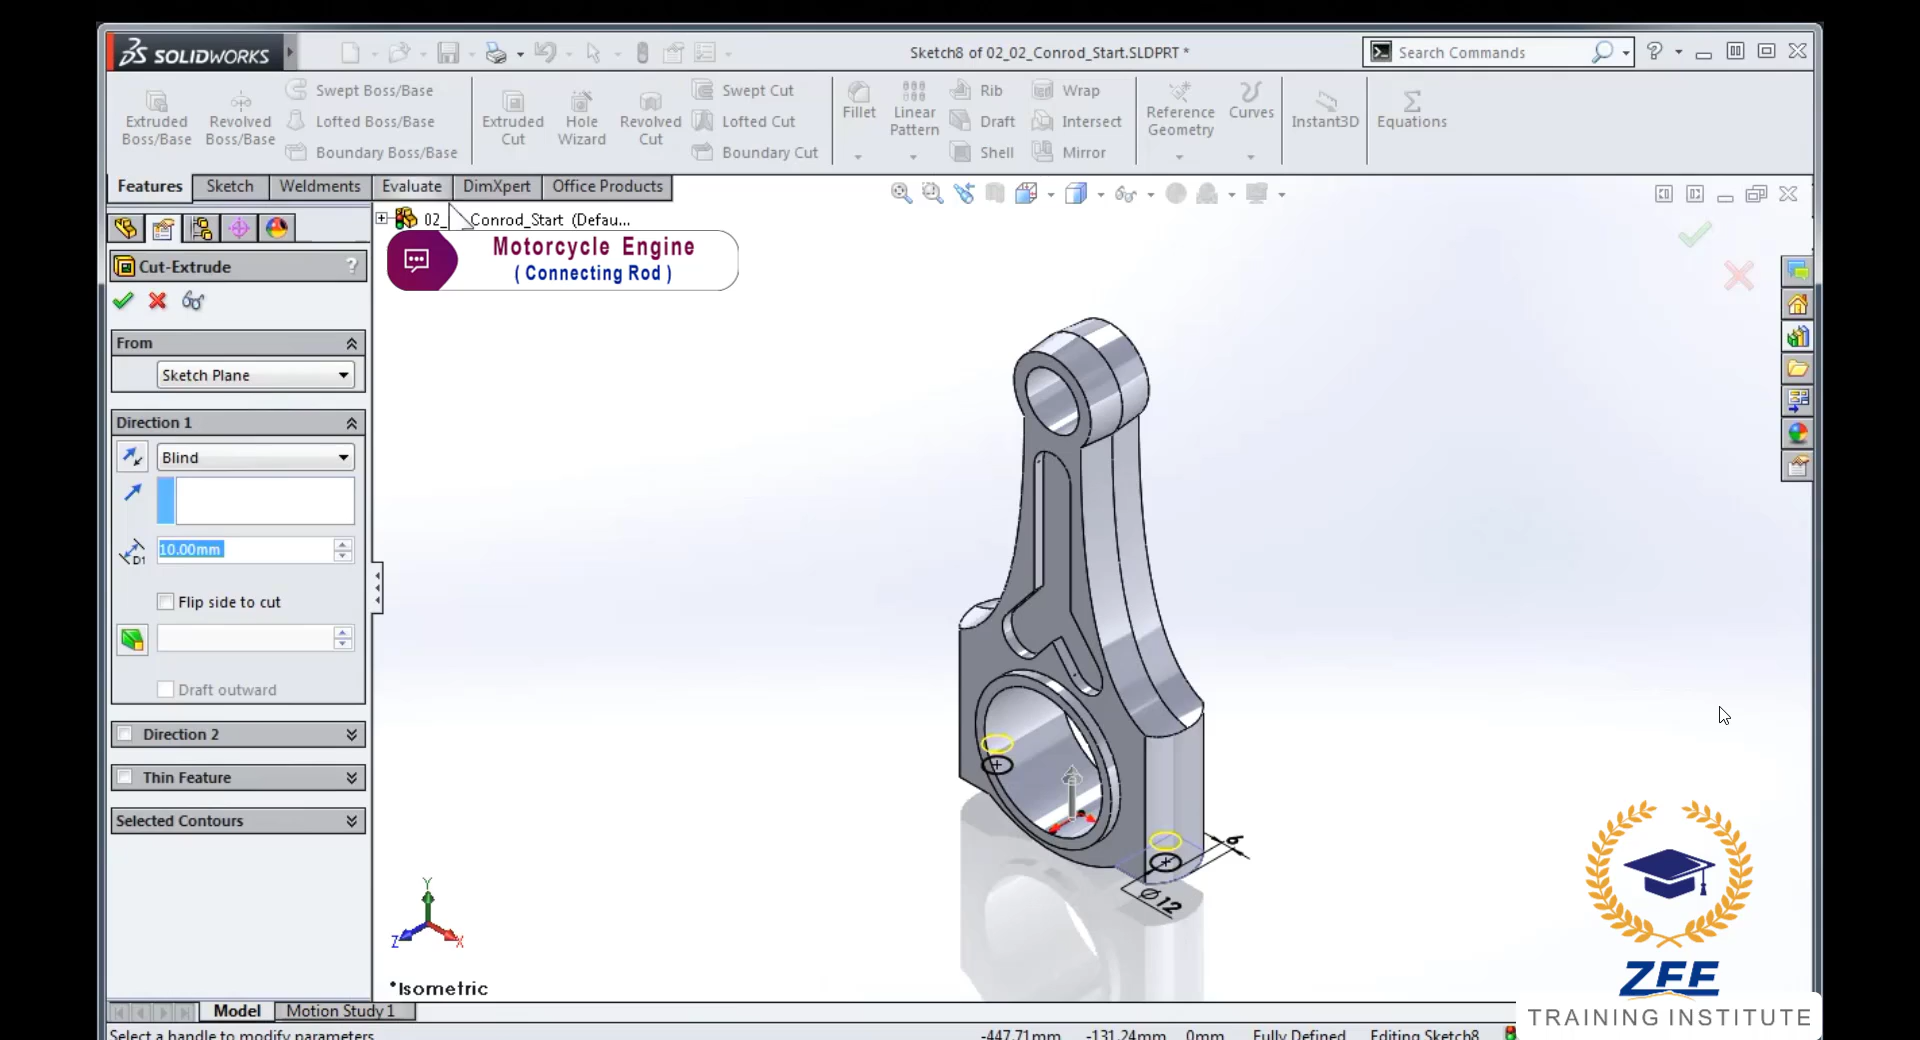 SOLIDWORKS
Sketch8 of 02_02_Conrod_Start.SLDPRT *
Search Commands
Extruded Boss/Base
Revolved Boss/Base
Swept Boss/Base
Lofted Boss/Base
Boundary Boss/Base
Extruded Cut
Hole Wizard
Revolved Cut
Swept Cut
Lofted Cut
Boundary Cut
Fillet
Linear Pattern
Rib
Draft
Shell
Wrap
Intersect
Mirror
Reference Geometry
Curves
Instant3D
Equations
Features
Sketch
Weldments
Evaluate
DimXpert
Office Products
02_ Conrod_Start (Defau...
Motorcycle Engine
( Connecting Rod )
Cut-Extrude
?
From
Sketch Plane
Direction 1
Blind
D1
10.00mm
Flip side to cut
Draft outward
Direction 2
Thin Feature
Selected Contours
6
Ø12
Y
Z
X
*Isometric
Model
Motion Study 1
Select a handle to modify parameters
-447.71mm
-131.24mm
0mm
Fully Defined
Editing Sketch8
ZEE
TRAINING INSTITUTE